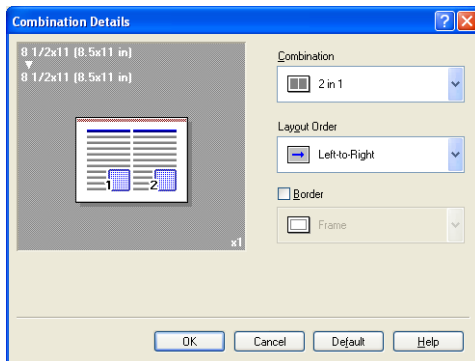 Combination Details
8 1/2x11 (8.5x11 in)
8 1/2x11 (8.5x11 in)
1 2
x1
Combination
2 in 1
Layout Order
Left-to-Right
Border
Frame
OK Cancel Default Help